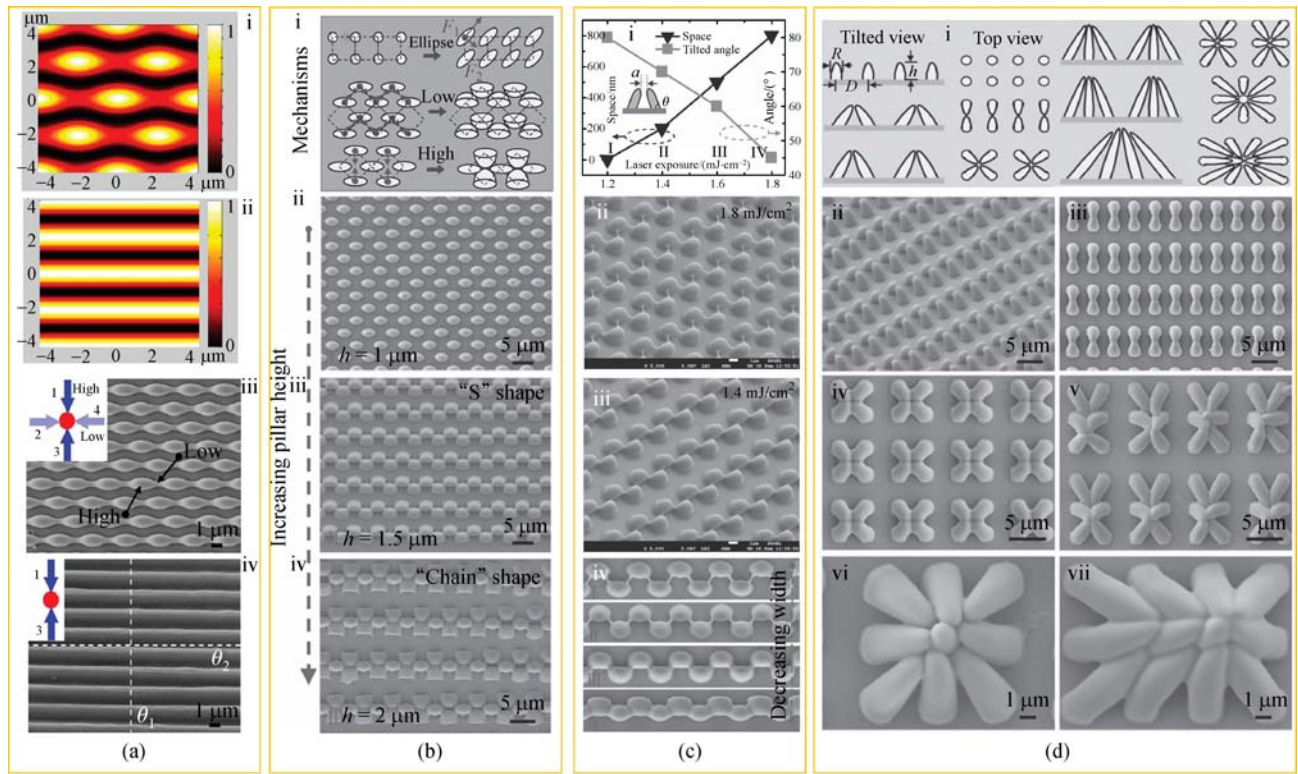 μm
4
2
0
−2
−4
−4 −2 0 2 4
μm
1
0
i
4
2
0
−2
−4
−4 −2 0 2 4
μm
1
0
ii
iii
1
High
4
2
Low
3
Low
High
1 μm
iv
1
3
θ2
θ1
1 μm
(a)
i
Mechanisms
F1
Ellipse
F2
Low
High
ii
Increasing pillar height
h = 1 μm
5 μm
iii
"S" shape
h = 1.5 μm
5 μm
iv
"Chain" shape
h = 2 μm
5 μm
(b)
i
Space
Tilted angle
Space/nm
800
600
400
200
0
a
θ
Angle/(°)
80
70
60
50
40
I
II
III
IV
Laser exposure/(mJ·cm−2)
1.2 1.4 1.6 1.8
ii
1.8 mJ/cm2
iii
1.4 mJ/cm2
iv
Decreasing width
(c)
Tilted view
i
Top view
R
h
D
ii
5 μm
iii
5 μm
iv
5 μm
v
5 μm
vi
1 μm
vii
1 μm
(d)